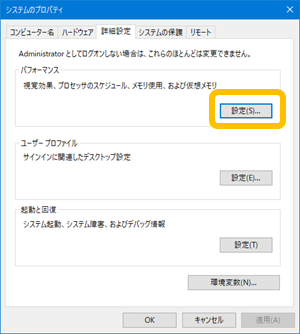 システムのプロパティ
コンピューター名 ハードウェア 詳細設定 システムの保護 リモート
Administrator としてログオンしない場合は、これらのほとんどは変更できません。
パフォーマンス
視覚効果、プロセッサのスケジュール、メモリ使用、および仮想メモリ
設定(S)...
ユーザー プロファイル
サインインに関連したデスクトップ設定
設定(E)...
起動と回復
システム起動、システム障害、およびデバッグ情報
設定(T)
環境変数(N)...
OK キャンセル 適用(A)